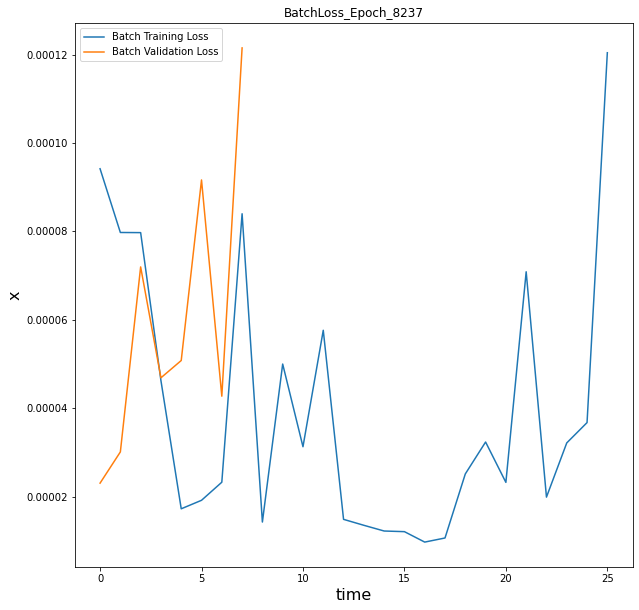 BatchLoss_Epoch_8237
Batch Training Loss
Batch Validation Loss
0.00012
0.00010
0.00008
0.00006
0.00004
0.00002
x
0 5 10 15 20 25
time